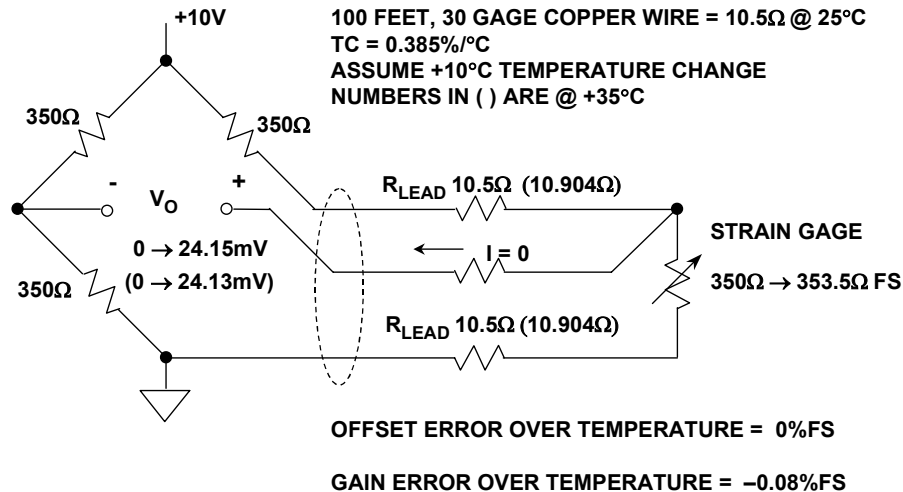 +10V
100 FEET, 30 GAGE COPPER WIRE = 10.5Ω @ 25°C
TC = 0.385%/°C
ASSUME +10°C TEMPERATURE CHANGE
NUMBERS IN ( ) ARE @ +35°C
350Ω
350Ω
- V_O +
0 → 24.15mV
(0 → 24.13mV)
350Ω
R_LEAD 10.5Ω (10.904Ω)
I = 0
R_LEAD 10.5Ω (10.904Ω)
STRAIN GAGE
350Ω → 353.5Ω FS
OFFSET ERROR OVER TEMPERATURE = 0%FS
GAIN ERROR OVER TEMPERATURE = –0.08%FS